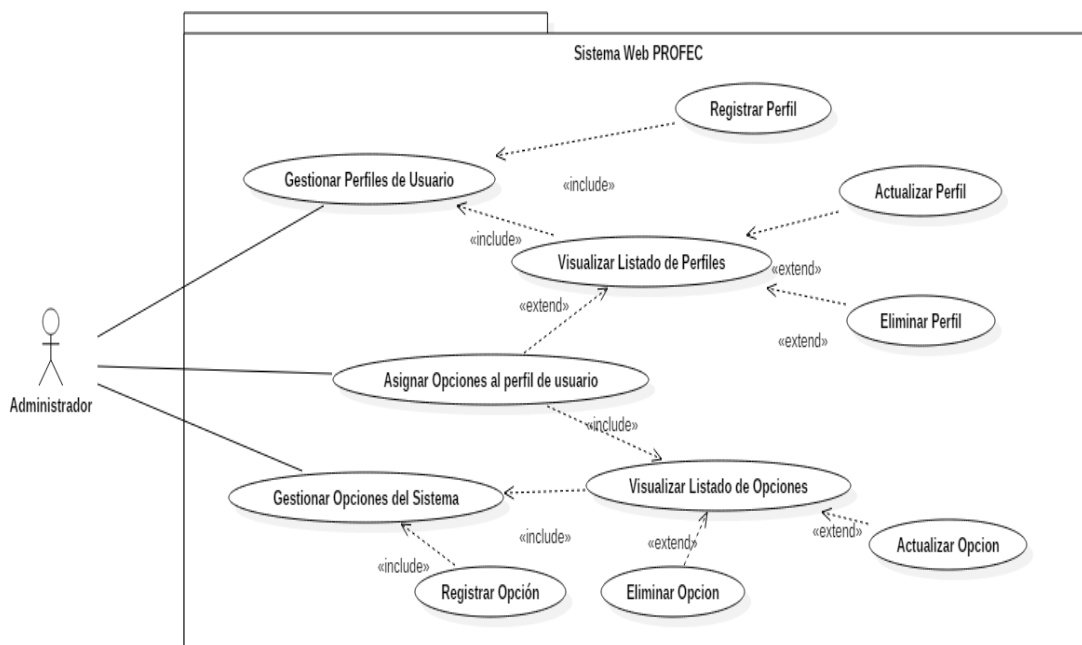 Sistema Web PROFEC
Registrar Perfil
Gestionar Perfiles de Usuario
«include»
Actualizar Perfil
«include»
Visualizar Listado de Perfiles
«extend»
«extend»
Eliminar Perfil
«extend»
Asignar Opciones al perfil de usuario
Administrador
«include»
Visualizar Listado de Opciones
Gestionar Opciones del Sistema
«include»
«extend»
«extend»
Actualizar Opcion
«include»
Registrar Opción
Eliminar Opcion